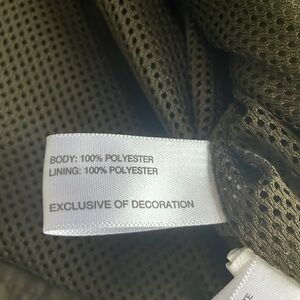 BODY: 100% POLYESTER
LINING: 100% POLYESTER
EXCLUSIVE OF DECORATION